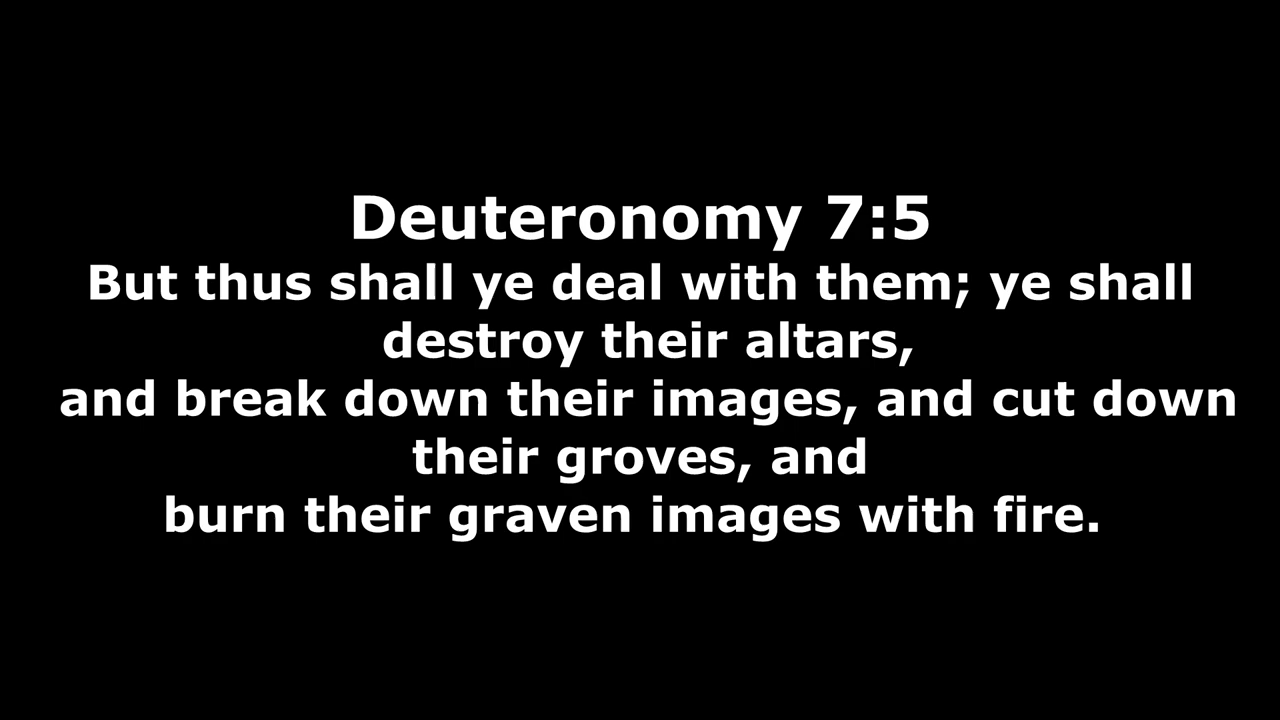 Deuteronomy 7:5
But thus shall ye deal with them; ye shall
destroy their altars,
and break down their images, and cut down
their groves, and
burn their graven images with fire.